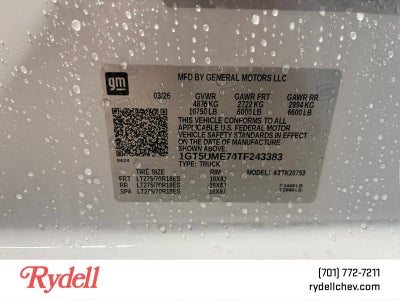 gm
MFD BY GENERAL MOTORS LLC
03/26 GVWR GAWR FRT GAWR RR
4876 KG 2722 KG 2994 KG
10750 LB 6000 LB 6600 LB
THIS VEHICLE CONFORMS TO ALL
APPLICABLE U.S. FEDERAL MOTOR
VEHICLE SAFETY STANDARDS IN EFFECT
ON THE DATE OF MANUFACTURE
SHOWN ABOVE.
1GT5UME74TF243383
TYPE: TRUCK
TIRE SIZE RIM MODEL: 4JTK20753
FRT LT275/70R18ES 18X8J
RR LT275/70R18ES 18X8J
SPA LT275/70R18ES 18X8J
Rydell
(701) 772-7211
rydellchev.com